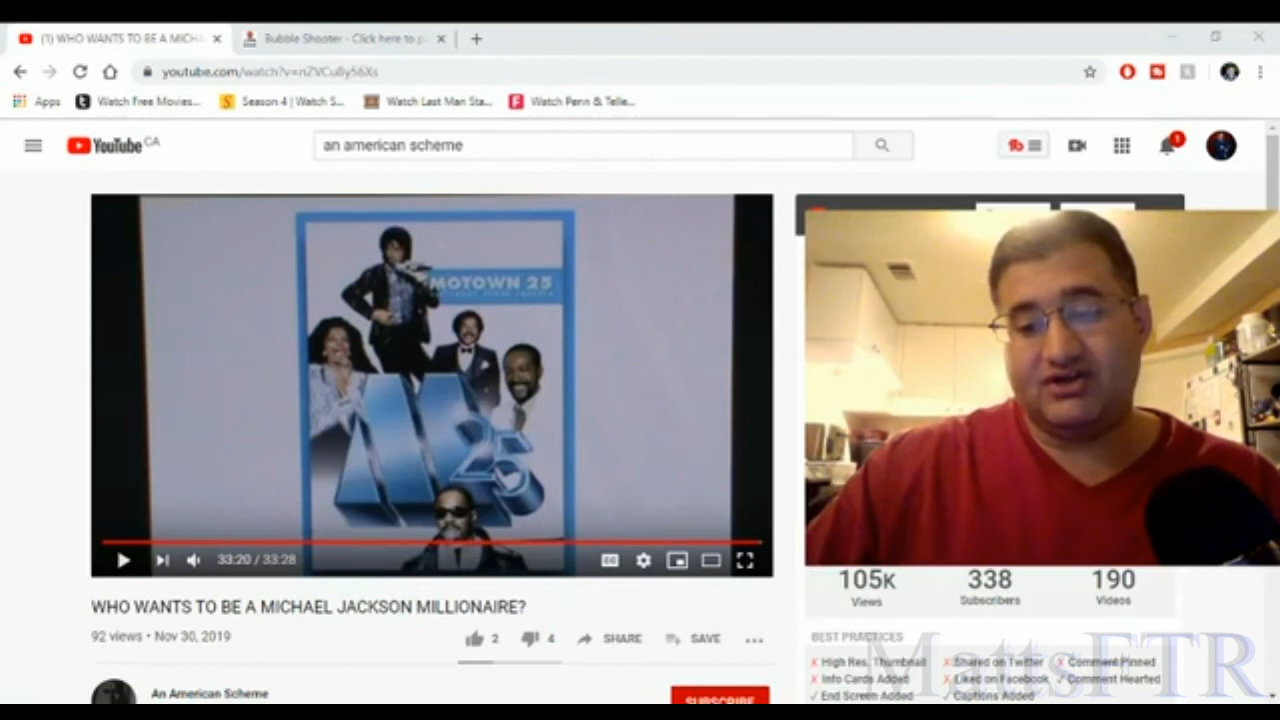 (1) WHO WANTS TO BE A MICHA
Bubble Shooter - Click here to p
youtube.com/watch?v=
Apps
Watch Free Movies...
Season 4 | Watch S...
Watch Last Man Sta...
Watch Penn & Telle...
YouTube CA
an american scheme
1
MOTOWN 25
33:20 / 33:28
WHO WANTS TO BE A MICHAEL JACKSON MILLIONAIRE?
92 views • Nov 30, 2019
2
4
SHARE
SAVE
An American Scheme
SUBSCRIBE
105K
338
190
Views
Subscribers
Videos
BEST PRACTICES
High Res. Thumbnail
Shared on Twitter
Comment Pinned
Info Cards Added
Liked on Facebook
Comment Hearted
End Screen Added
Captions Added
MattsFTR